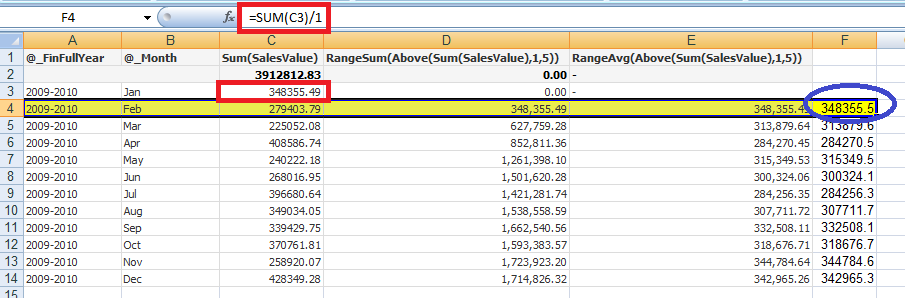 F4 fx =SUM(C3)/1
A B C D E F
1 @_FinFullYear @_Month Sum(SalesValue) RangeSum(Above(Sum(SalesValue),1,5)) RangeAvg(Above(Sum(SalesValue),1,5))
2 3912812.83 0.00 -
3 2009-2010 Jan 348355.49 0.00 -
4 2009-2010 Feb 279403.79 348,355.49 348,355.49 348355.5
5 2009-2010 Mar 225052.08 627,759.28 313,879.64 313879.6
6 2009-2010 Apr 408586.74 852,811.36 284,270.45 284270.5
7 2009-2010 May 240222.18 1,261,398.10 315,349.53 315349.5
8 2009-2010 Jun 268016.95 1,501,620.28 300,324.06 300324.1
9 2009-2010 Jul 396680.64 1,421,281.74 284,256.35 284256.3
10 2009-2010 Aug 349034.05 1,538,558.59 307,711.72 307711.7
11 2009-2010 Sep 339429.75 1,662,540.56 332,508.11 332508.1
12 2009-2010 Oct 370761.81 1,593,383.57 318,676.71 318676.7
13 2009-2010 Nov 258920.07 1,723,923.20 344,784.64 344784.6
14 2009-2010 Dec 428349.28 1,714,826.32 342,965.26 342965.3
15